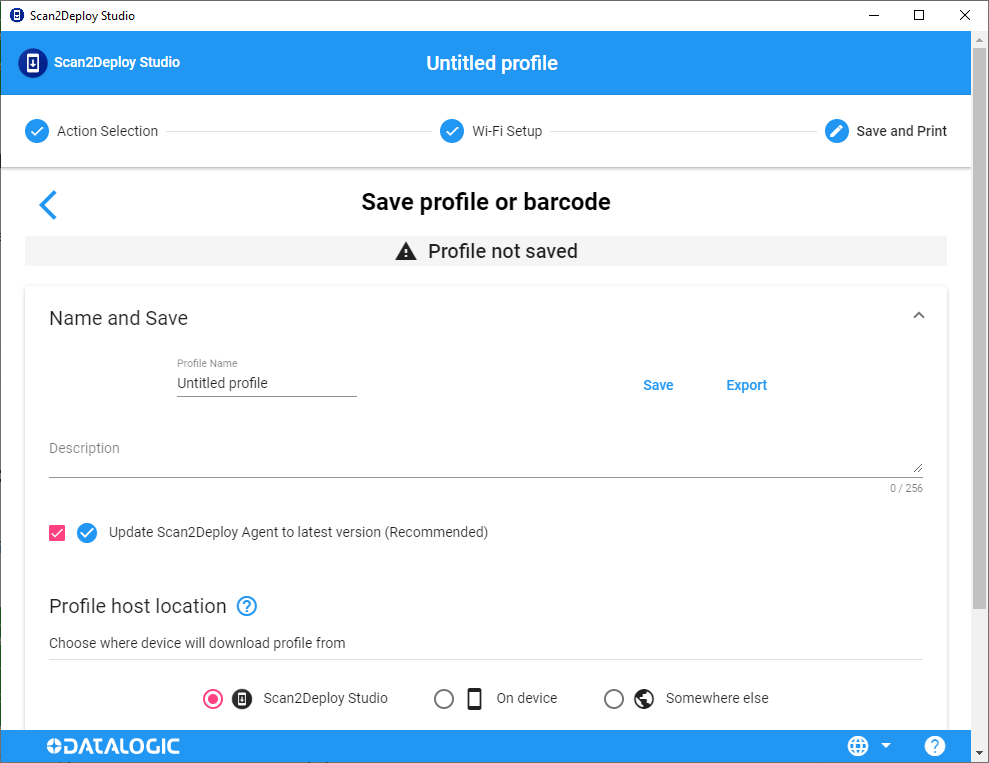 Scan2Deploy Studio
Scan2Deploy Studio
Untitled profile
Action Selection
Wi-Fi Setup
Save and Print
Save profile or barcode
Profile not saved
Name and Save
Profile Name
Untitled profile
Save
Export
Description
0 / 256
Update Scan2Deploy Agent to latest version (Recommended)
Profile host location
Choose where device will download profile from
Scan2Deploy Studio
On device
Somewhere else
DATALOGIC